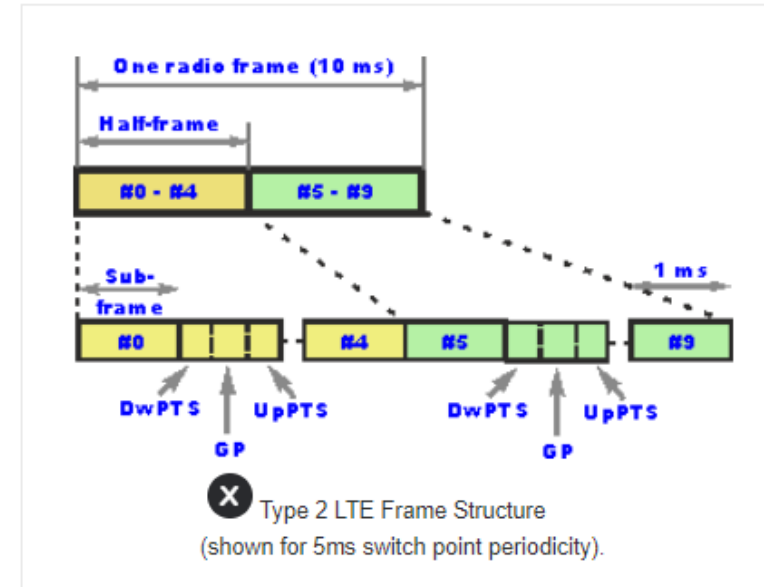 One radio frame (10 ms)
Half-frame
#0 - #4 #5 - #9
Sub-
frame
1 ms
#0 #4 #5 #9
DwPTS UpPTS DwPTS UpPTS
GP GP
X Type 2 LTE Frame Structure
(shown for 5ms switch point periodicity).